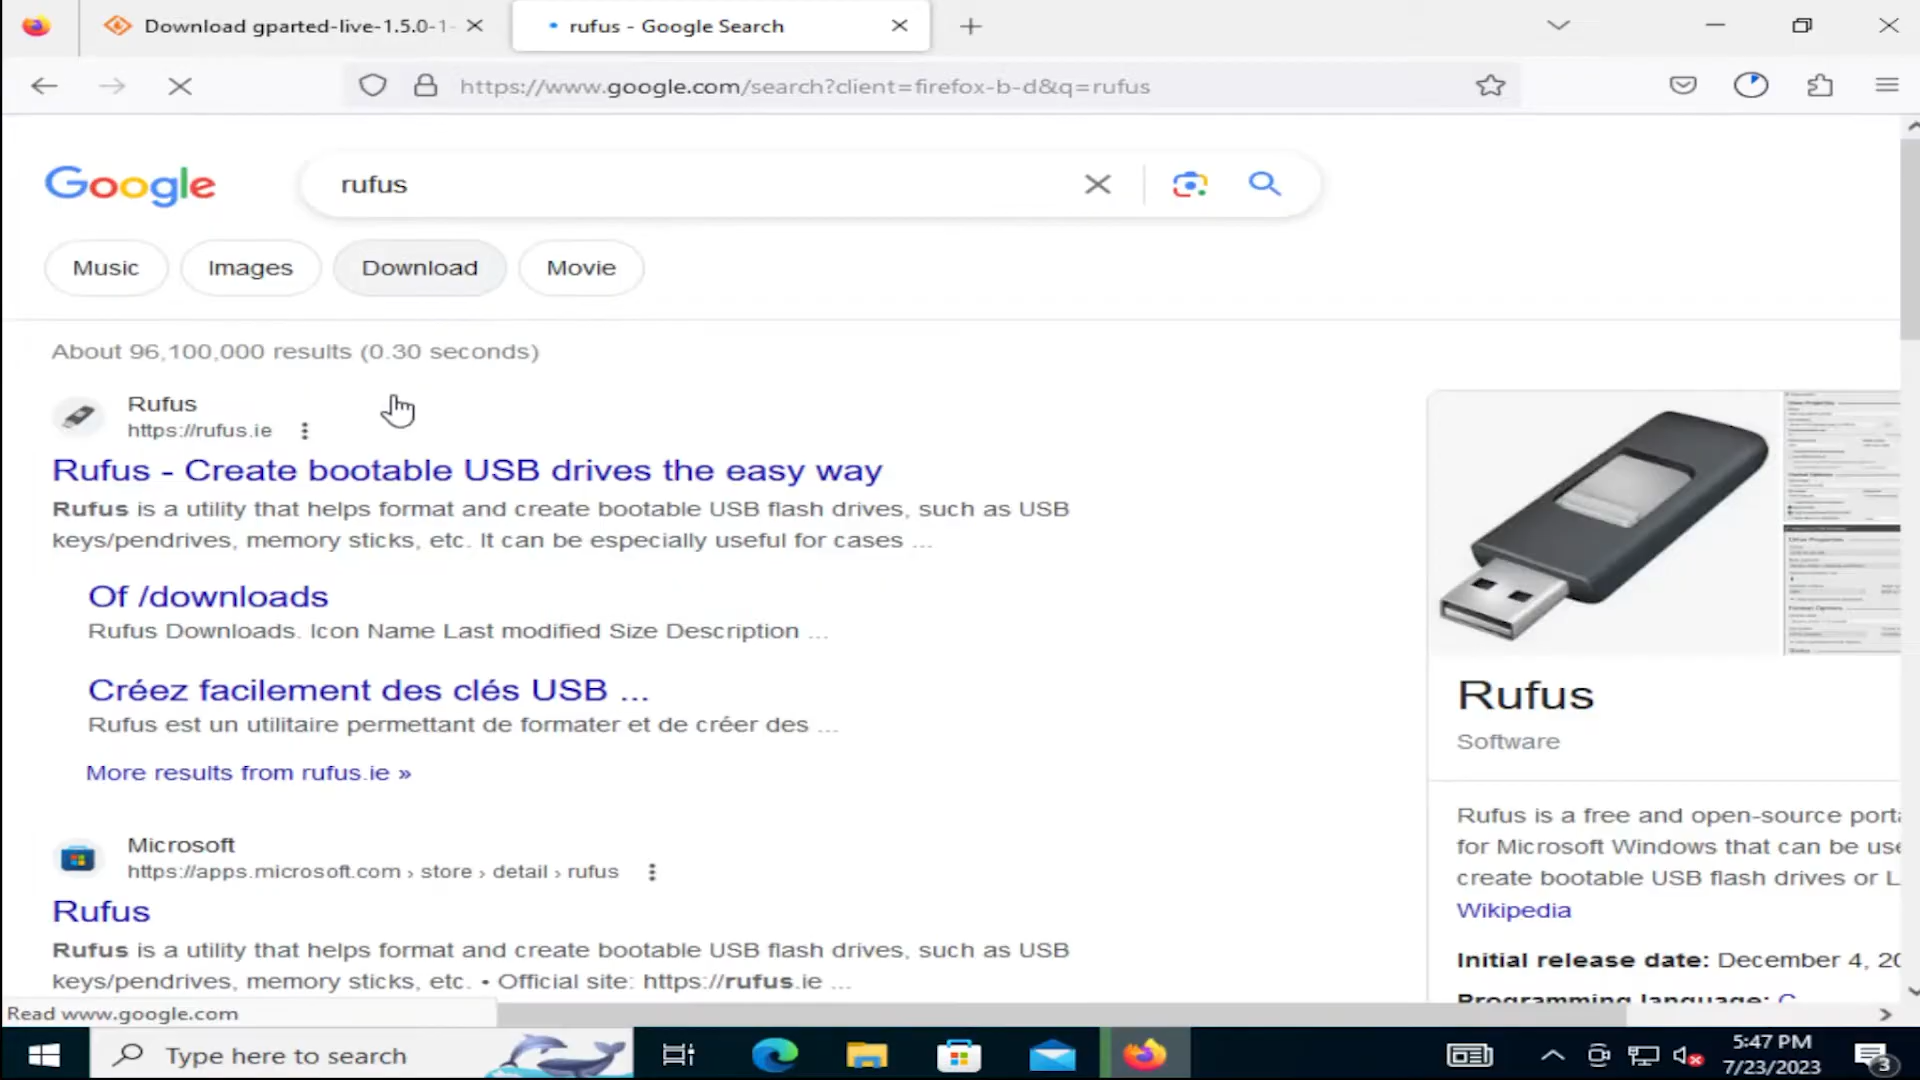 Download gparted-live-1.5.0-1-
rufus - Google Search
https://www.google.com/search?client=firefox-b-d&q=rufus
Google
rufus
Music
Images
Download
Movie
About 96,100,000 results (0.30 seconds)
Rufus
https://rufus.ie
Rufus - Create bootable USB drives the easy way
Rufus is a utility that helps format and create bootable USB flash drives, such as USB
keys/pendrives, memory sticks, etc. It can be especially useful for cases ...
Of /downloads
Rufus Downloads. Icon Name Last modified Size Description ...
Créez facilement des clés USB ...
Rufus est un utilitaire permettant de formater et de créer des ...
More results from rufus.ie »
Microsoft
https://apps.microsoft.com › store › detail › rufus
Rufus
Rufus is a utility that helps format and create bootable USB flash drives, such as USB
keys/pendrives, memory sticks, etc. • Official site: https://rufus.ie ...
Rufus
Software
Rufus is a free and open-source port
for Microsoft Windows that can be use
create bootable USB flash drives or L
Wikipedia
Initial release date: December 4, 20
Programming language: C
Read www.google.com
Type here to search
5:47 PM
7/23/2023
3